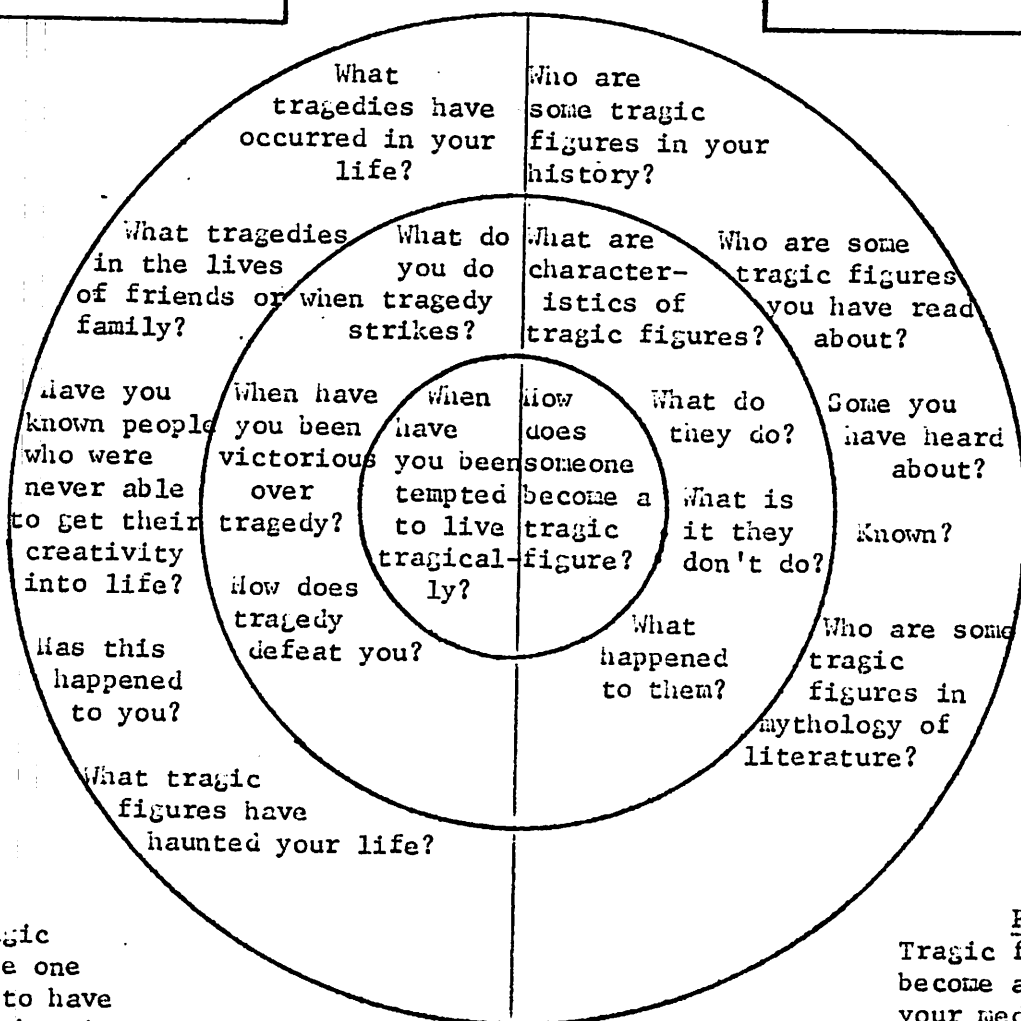 What
tragedies have
occurred in your
life?
Who are
some tragic
figures in your
history?
What tragedies
in the lives
of friends or
family?
What do
you do
when tragedy
strikes?
What are
character-
istics of
tragic figures?
Who are some
tragic figures
you have read
about?
Have you
known people
who were
never able
to get their
creativity
into life?
When have
you been
victorious
over
tragedy?
When
have
you been
tempted
to live
tragical-
ly?
How
does
someone
become a
tragic
figure?
What do
they do?
What is
it they
don't do?
Some you
have heard
about?
Known?
How does
tragedy
defeat you?
What
happened
to them?
Has this
happened
to you?
Who are some
tragic
figures in
mythology of
literature?
What tragic
figures have
haunted your life?
gic
e one
to have
Tragic f
become a
your med